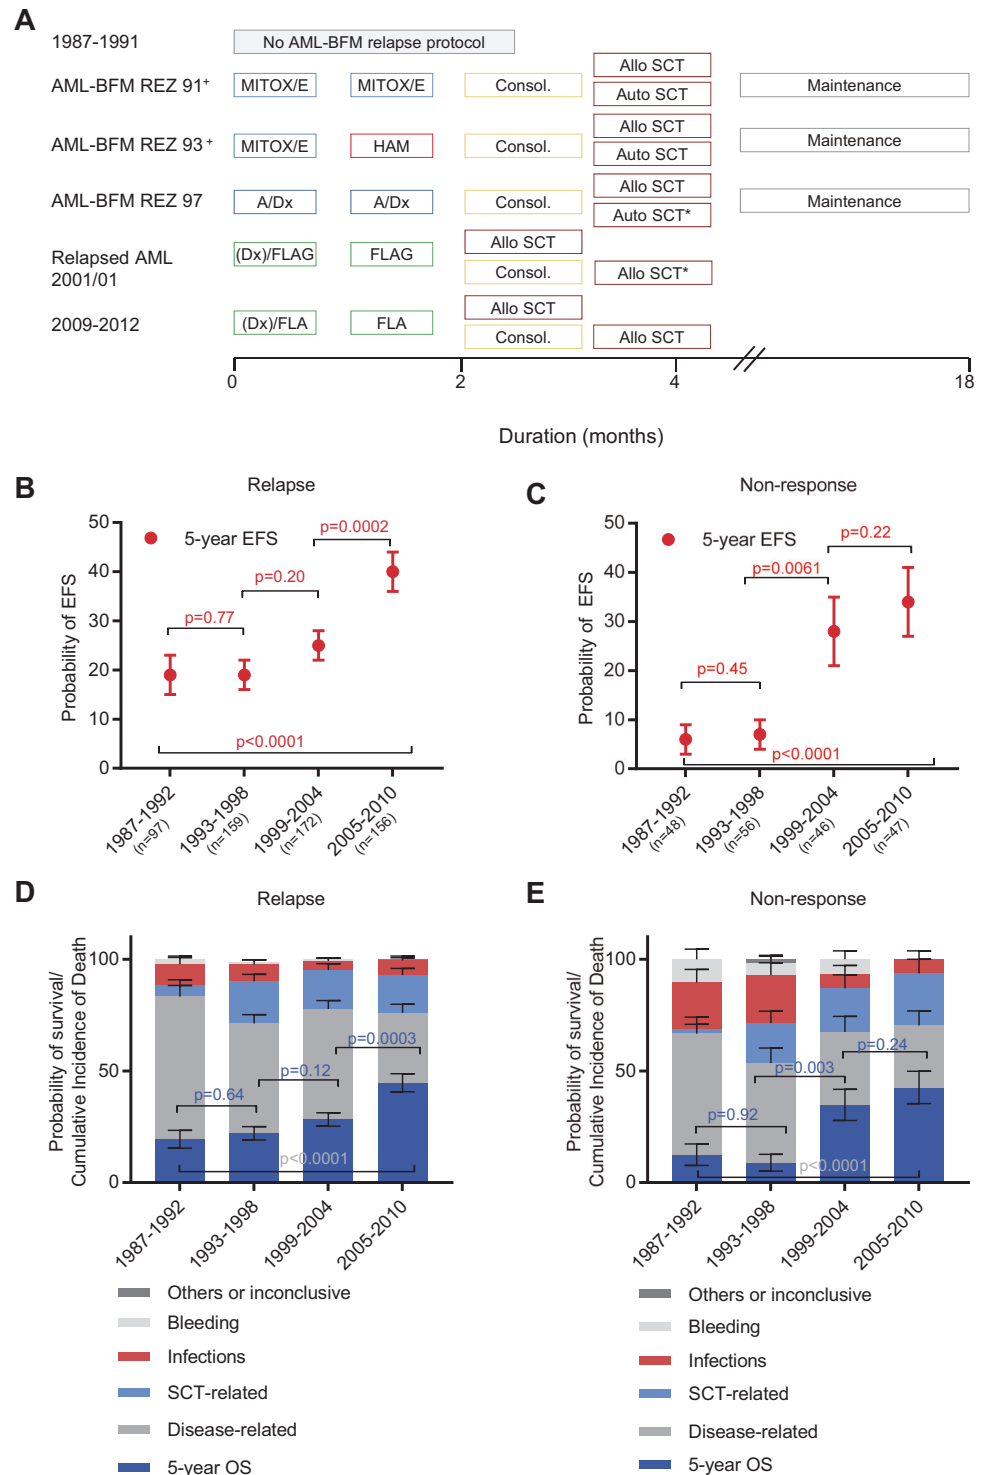 A
1987-1991
No AML-BFM relapse protocol
AML-BFM REZ 91+
MITOX/E
MITOX/E
Consol.
Allo SCT
Auto SCT
Maintenance
AML-BFM REZ 93 +
MITOX/E
HAM
Consol.
Allo SCT
Auto SCT
Maintenance
AML-BFM REZ 97
A/Dx
A/Dx
Consol.
Allo SCT
Auto SCT*
Maintenance
Relapsed AML
2001/01
(Dx)/FLAG
FLAG
Allo SCT
Consol.
Allo SCT*
2009-2012
(Dx)/FLA
FLA
Allo SCT
Consol.
Allo SCT
0
2
4
18
Duration (months)
B
Relapse
Probability of EFS
50
40
30
20
10
0
5-year EFS
p=0.0002
p=0.20
p=0.77
p<0.0001
1987-1992
(n=97)
1993-1998
(n=159)
1999-2004
(n=172)
2005-2010
(n=156)
C
Non-response
Probability of EFS
50
40
30
20
10
0
5-year EFS
p=0.22
p=0.0061
p=0.45
p<0.0001
1987-1992
(n=48)
1993-1998
(n=56)
1999-2004
(n=46)
2005-2010
(n=47)
D
Relapse
Probability of survival/
Cumulative Incidence of Death
100
50
0
p=0.0003
p=0.12
p=0.64
p<0.0001
1987-1992
1993-1998
1999-2004
2005-2010
Others or inconclusive
Bleeding
Infections
SCT-related
Disease-related
5-year OS
E
Non-response
Probability of survival/
Cumulative Incidence of Death
100
50
0
p=0.24
p=0.003
p=0.92
p<0.0001
1987-1992
1993-1998
1999-2004
2005-2010
Others or inconclusive
Bleeding
Infections
SCT-related
Disease-related
5-year OS